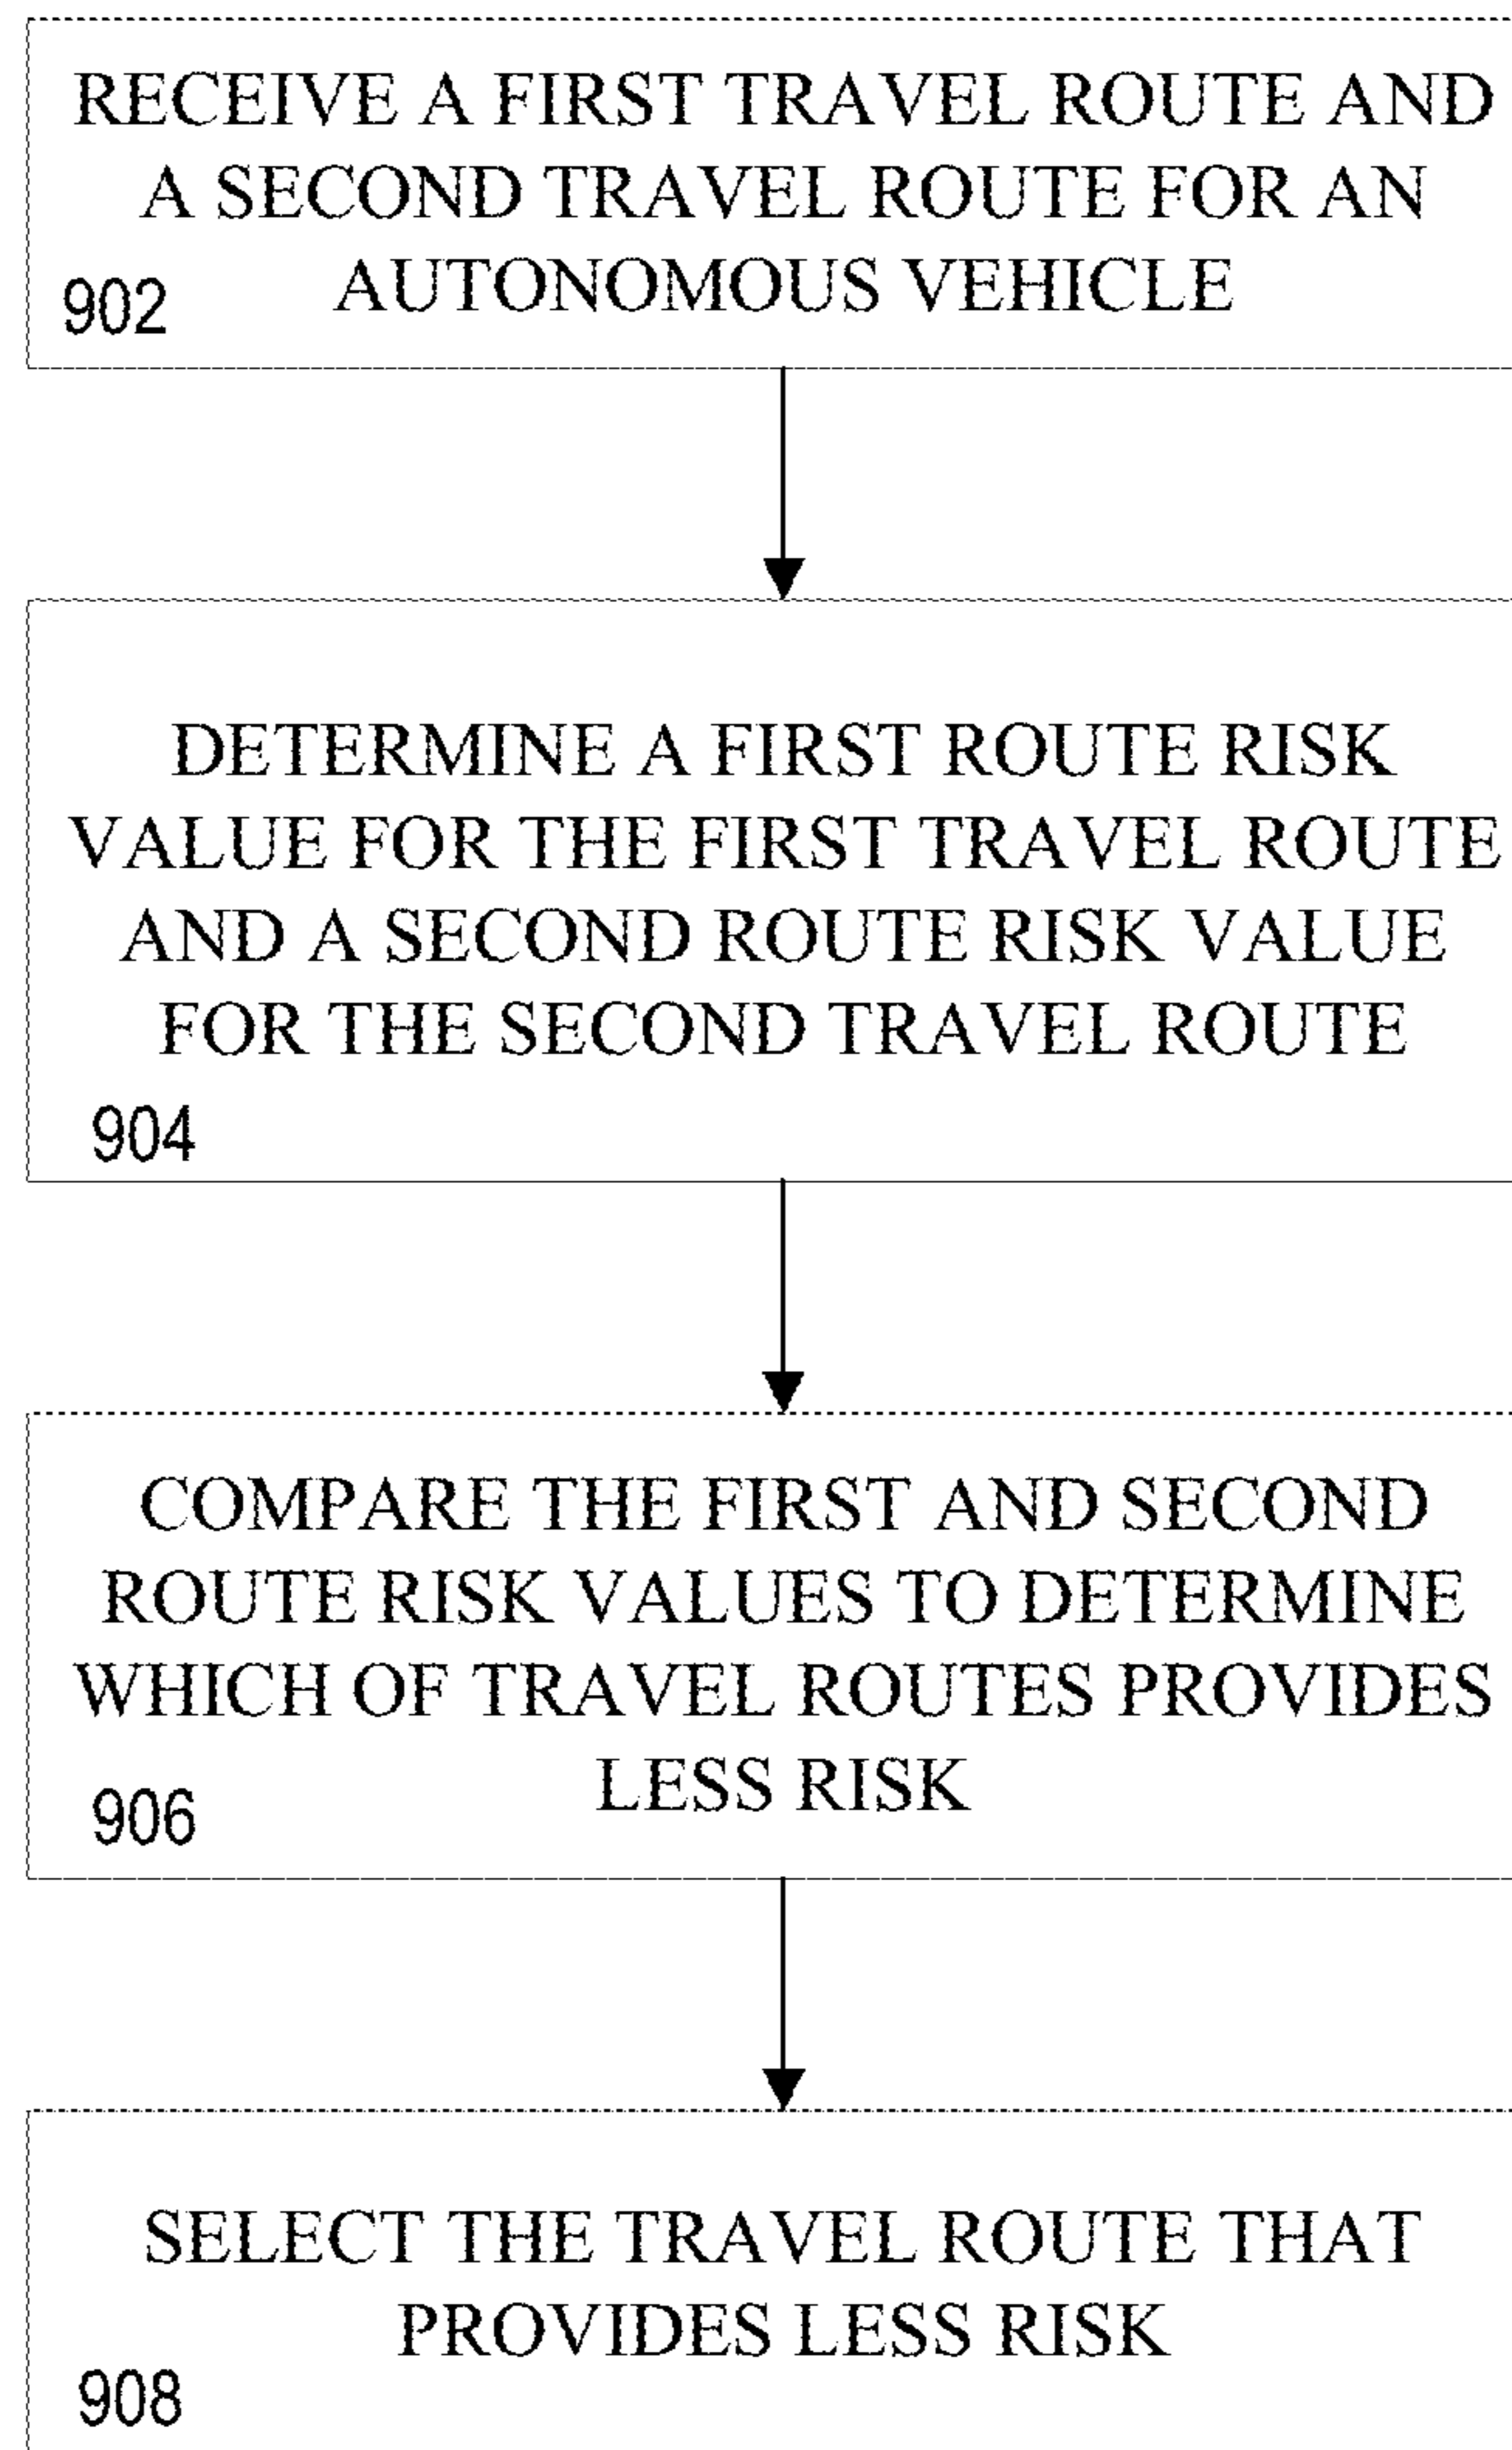 RECEIVE A FIRST TRAVEL ROUTE AND
A SECOND TRAVEL ROUTE FOR AN
AUTONOMOUS VEHICLE
902
DETERMINE A FIRST ROUTE RISK
VALUE FOR THE FIRST TRAVEL ROUTE
AND A SECOND ROUTE RISK VALUE
FOR THE SECOND TRAVEL ROUTE
904
COMPARE THE FIRST AND SECOND
ROUTE RISK VALUES TO DETERMINE
WHICH OF TRAVEL ROUTES PROVIDES
LESS RISK
906
SELECT THE TRAVEL ROUTE THAT
PROVIDES LESS RISK
908